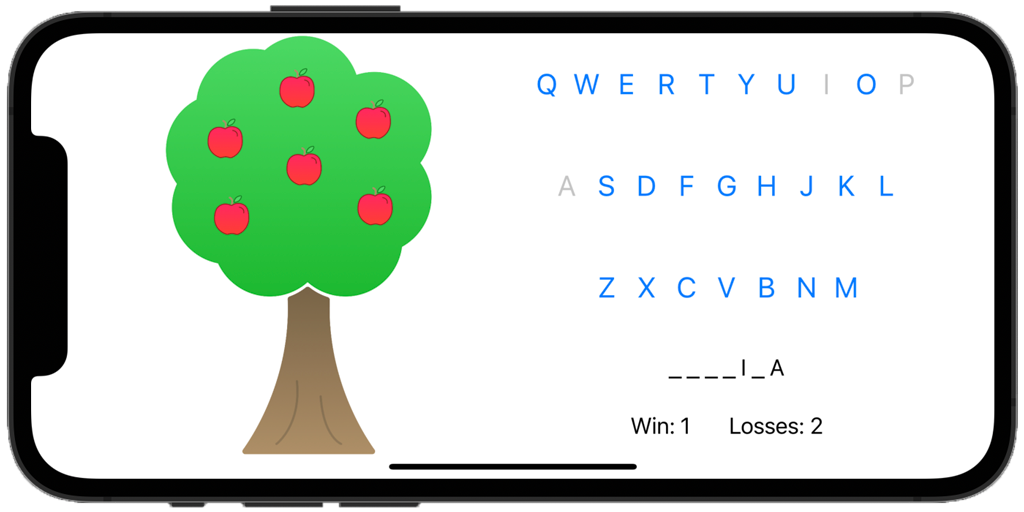 Q W E R T Y U I O P
A S D F G H J K L
Z X C V B N M
_ _ _ _ I _ A
Win: 1 Losses: 2